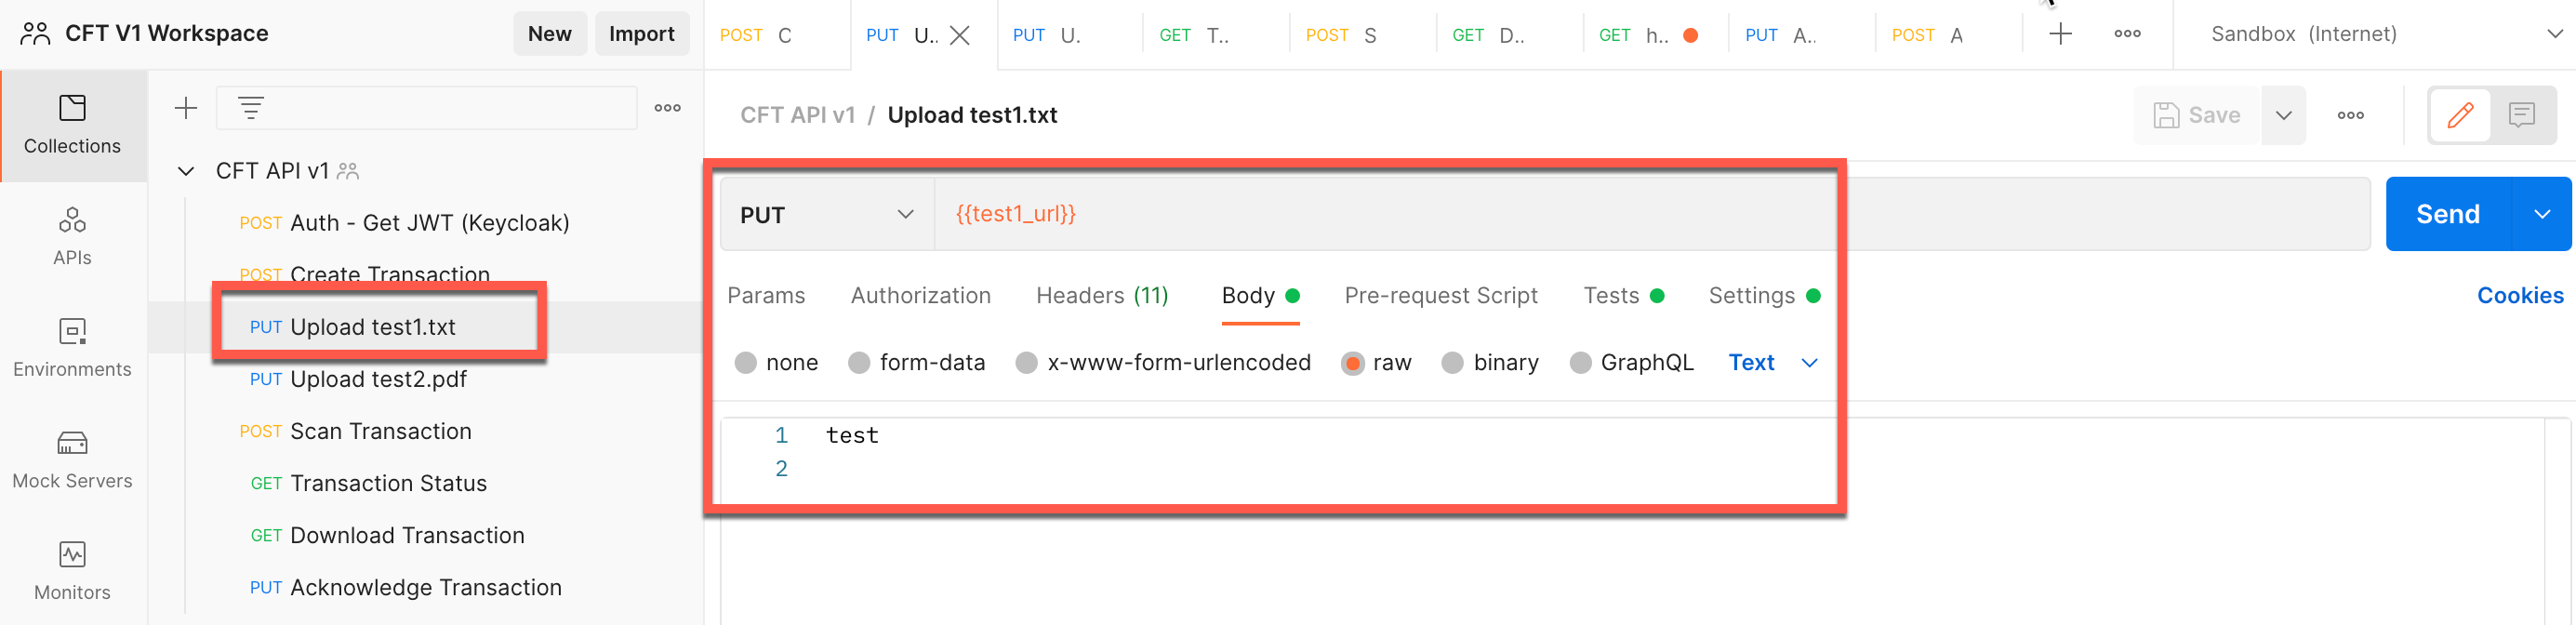 CFT V1 Workspace
New
Import
POST C
PUT U..
PUT U.
GET T..
POST S
GET D..
GET h..
PUT A..
POST A
Sandbox (Internet)
Collections
APIs
Environments
Mock Servers
Monitors
CFT API v1
POST Auth - Get JWT (Keycloak)
POST Create Transaction
PUT Upload test1.txt
PUT Upload test2.pdf
POST Scan Transaction
GET Transaction Status
GET Download Transaction
PUT Acknowledge Transaction
CFT API v1 / Upload test1.txt
Save
PUT {{test1_url}}
Send
Params Authorization Headers (11) Body Pre-request Script Tests Settings
Cookies
none form-data x-www-form-urlencoded raw binary GraphQL Text
1 test
2